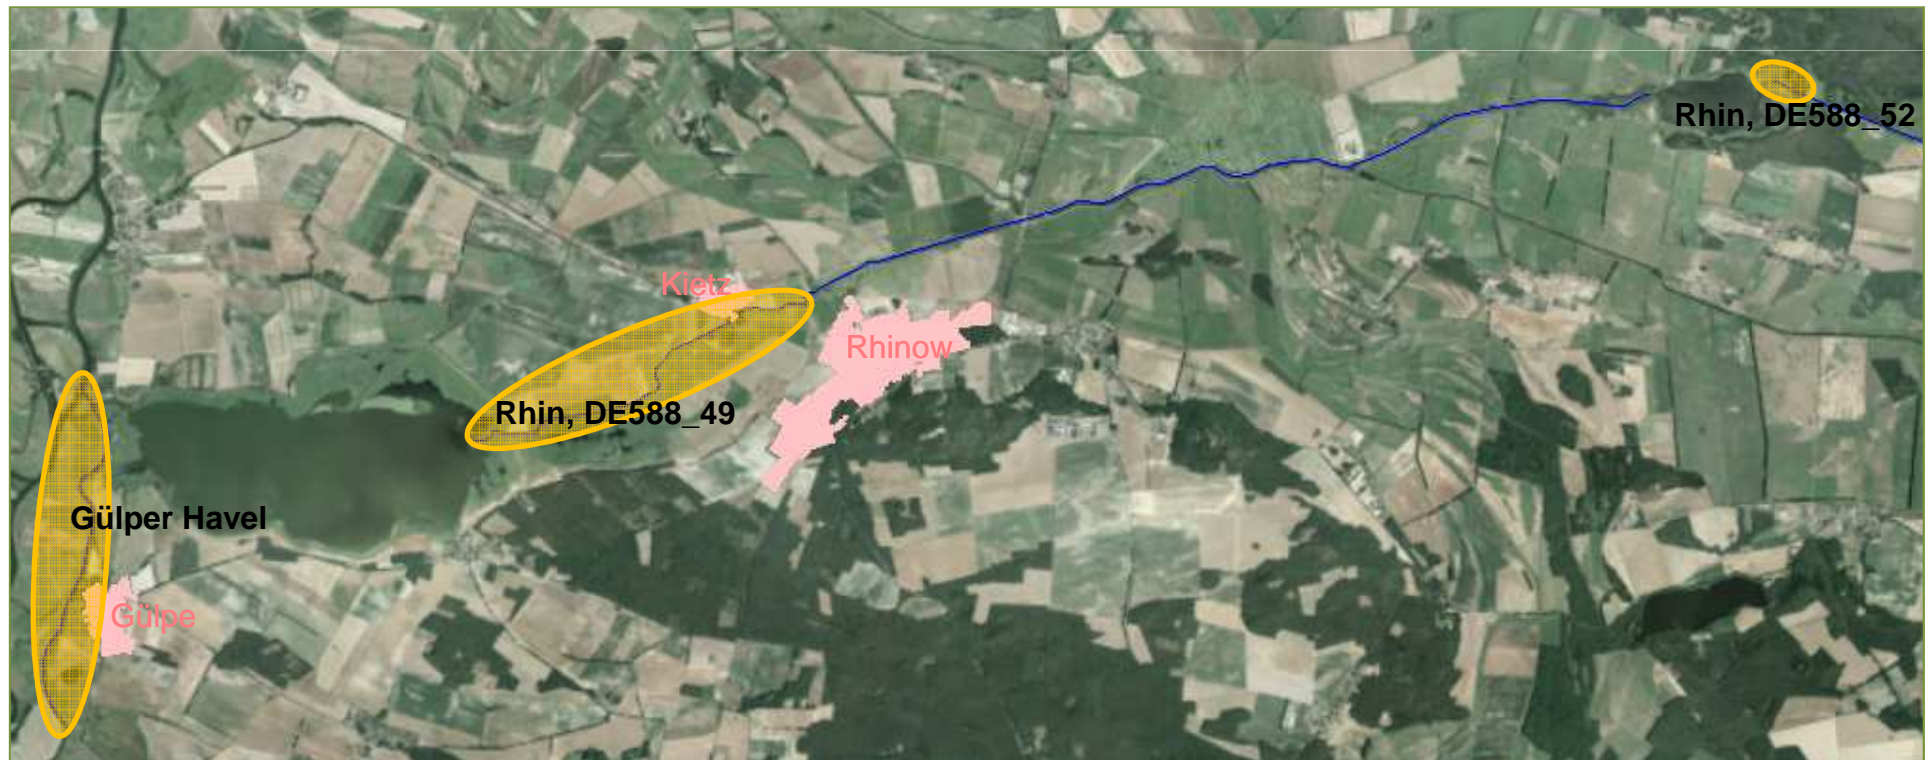 Rhin, DE588_52
Kietz
Rhinow
Rhin, DE588_49
Gülper Havel
Gülpe